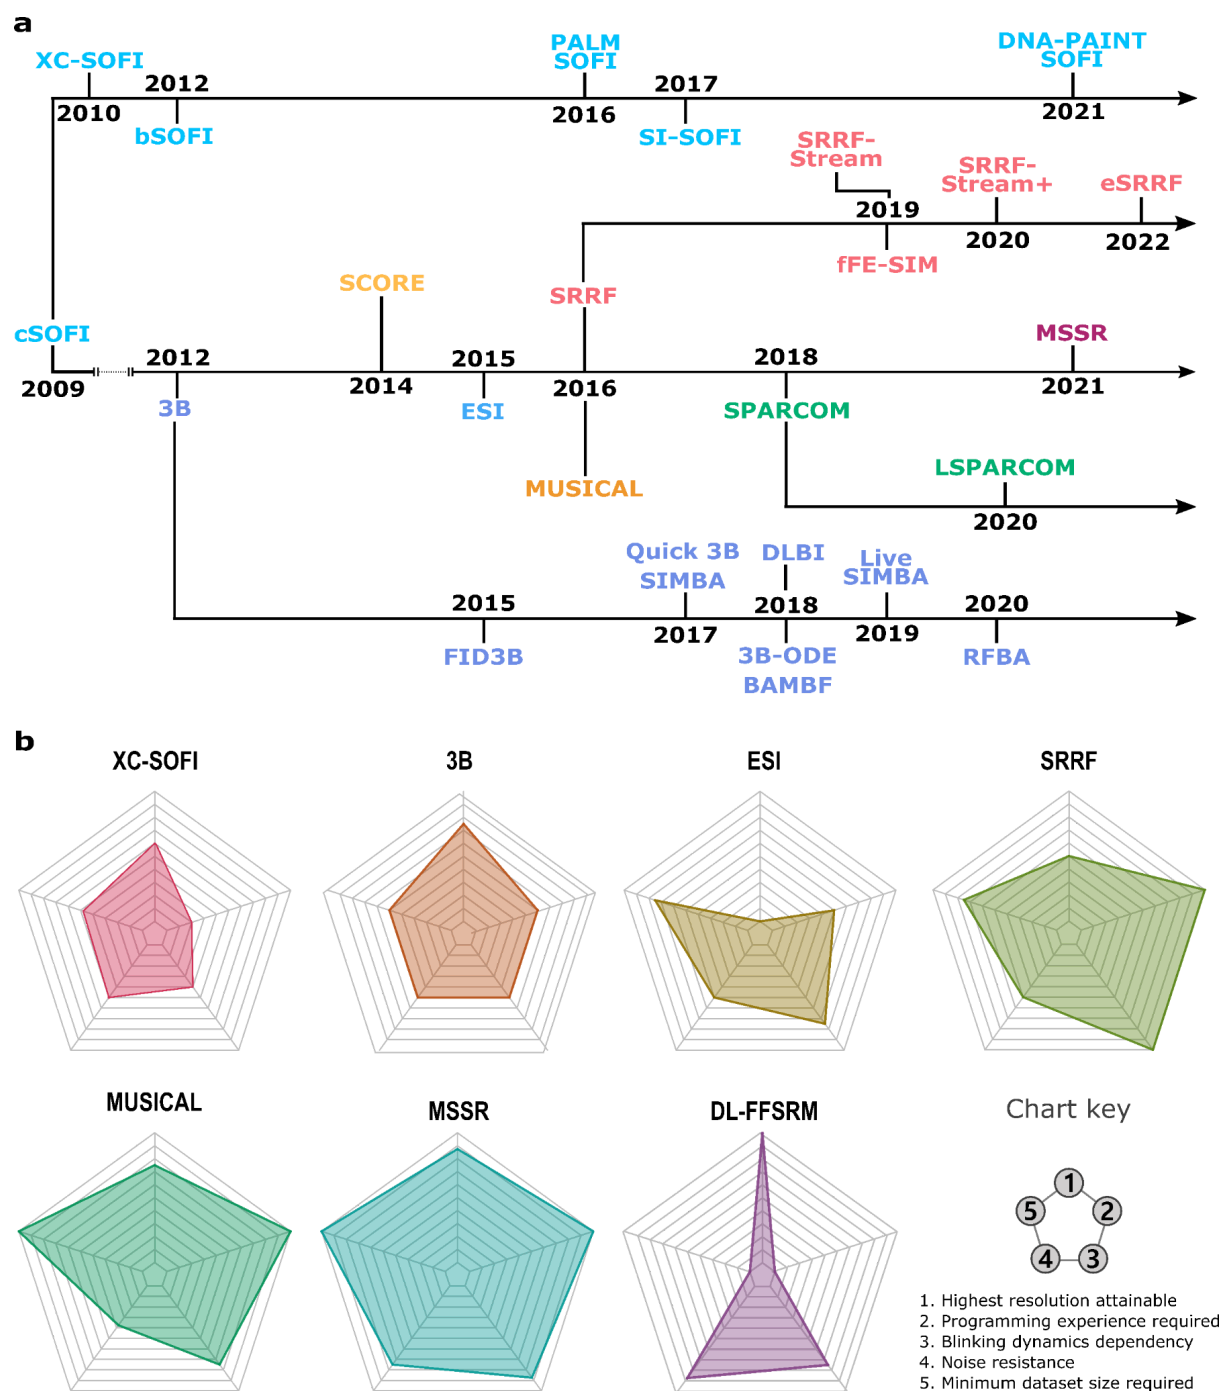 a
XC-SOFI
2012
PALM
SOFI
2017
DNA-PAINT
SOFI
2010
bSOFI
2016
SI-SOFI
2021
SRRF-
Stream
SRRF-
Stream+
eSRRF
2019
2020
2022
fFE-SIM
SCORE
SRRF
cSOFI
2012
2015
2018
MSSR
2009
3B
2014
ESI
2016
SPARCOM
2021
MUSICAL
LSPARCOM
2020
Quick 3B
SIMBA
DLBI
Live
SIMBA
2015
2018
2020
2017
2019
FID3B
3B-ODE
BAMBF
RFBA
b
XC-SOFI
3B
ESI
SRRF
MUSICAL
MSSR
DL-FFSRM
Chart key
1
5
2
4
3
1. Highest resolution attainable
2. Programming experience required
3. Blinking dynamics dependency
4. Noise resistance
5. Minimum dataset size required